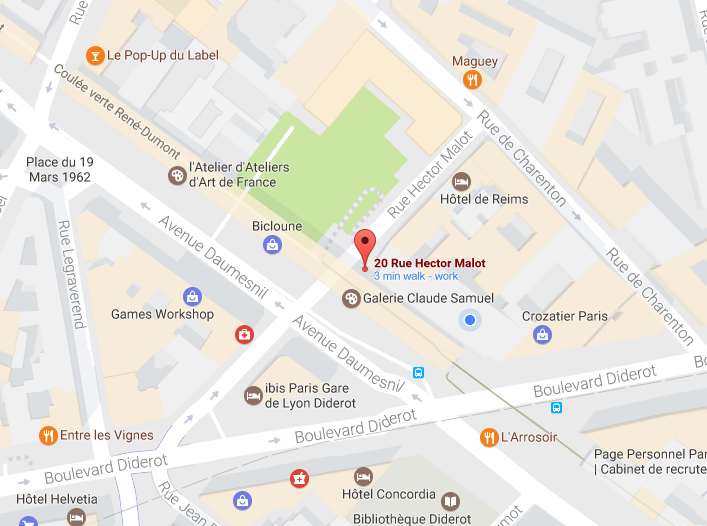 Rue
Le Pop-Up du Label
Maguey
Coulée verte René-Dumont
Rue de Charenton
Place du 19
Mars 1962
l'Atelier d'Ateliers
d'Art de France
Rue Hector Malot
Hôtel de Reims
Bicloune
Avenue Daumesnil
Rue Legraverend
20 Rue Hector Malot
3 min walk - work
Rue de Charenton
Galerie Claude Samuel
Games Workshop
Crozatier Paris
Avenue Daumesnil
ibis Paris Gare
de Lyon Diderot
Boulevard Diderot
Entre les Vignes
Boulevard Diderot
L'Arrosoir
Boulevard Diderot
Page Personnel Par
| Cabinet de recrute
Hôtel Helvetia
Rue Jean
Hôtel Concordia
Bibliothèque Diderot